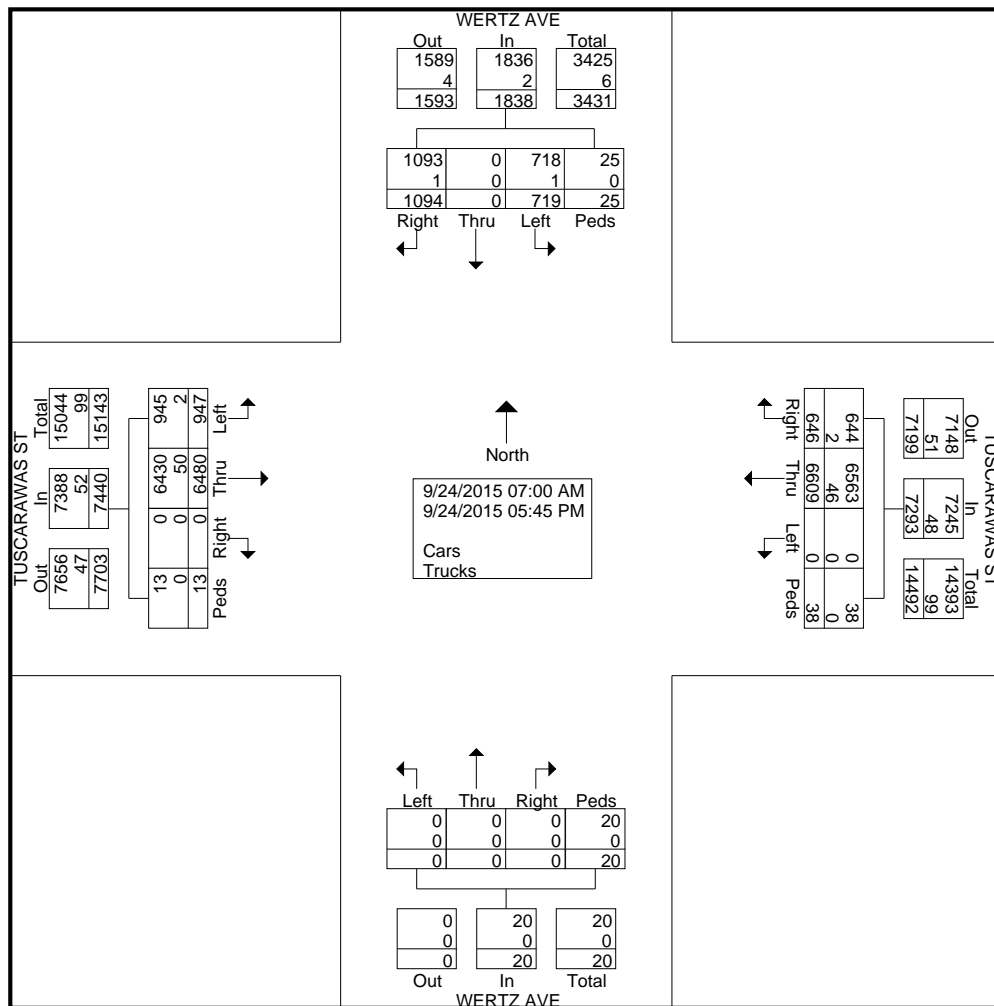 WERTZ AVE
Out In Total
1589 1836 3425
4 2 6
1593 1838 3431
1093 0 718 25
1 0 1 0
1094 0 719 25
Right Thru Left Peds
TUSCARAWAS ST
Total In Out
15044 7388 7656
99 52 47
15143 7440 7703
945 6430 0 13
2 50 0 0
947 6480 0 13
Left Thru Right Peds
North
9/24/2015 07:00 AM
9/24/2015 05:45 PM
Cars
Trucks
Right Thru Left Peds
646 6609 0 38
2 46 0 0
644 6563 0 38
7199 7293 14492
51 48 99
7148 7245 14393
Out In Total
TUSCARAWAS ST
Left Thru Right Peds
0 0 0 20
0 0 0 0
0 0 0 20
0 20 20
0 0 0
0 20 20
Out In Total
WERTZ AVE